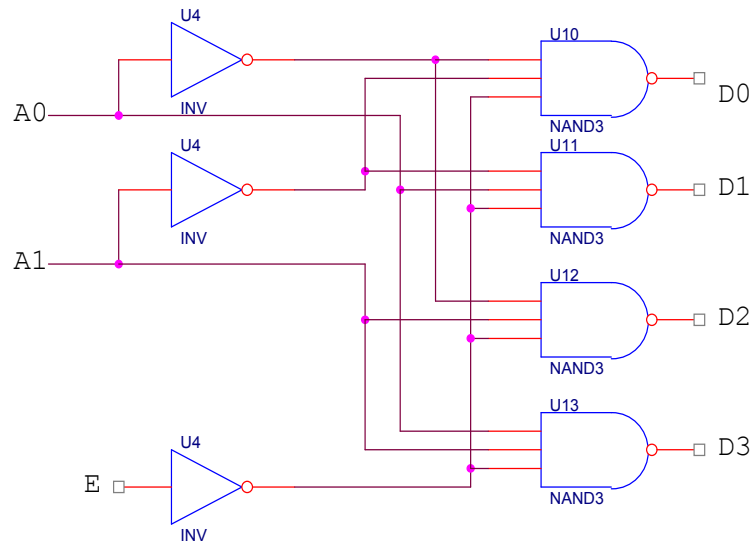 U4
U10
A0
INV
D0
NAND3
U4
U11
D1
INV
NAND3
A1
U12
D2
NAND3
U13
U4
D3
E
NAND3
INV